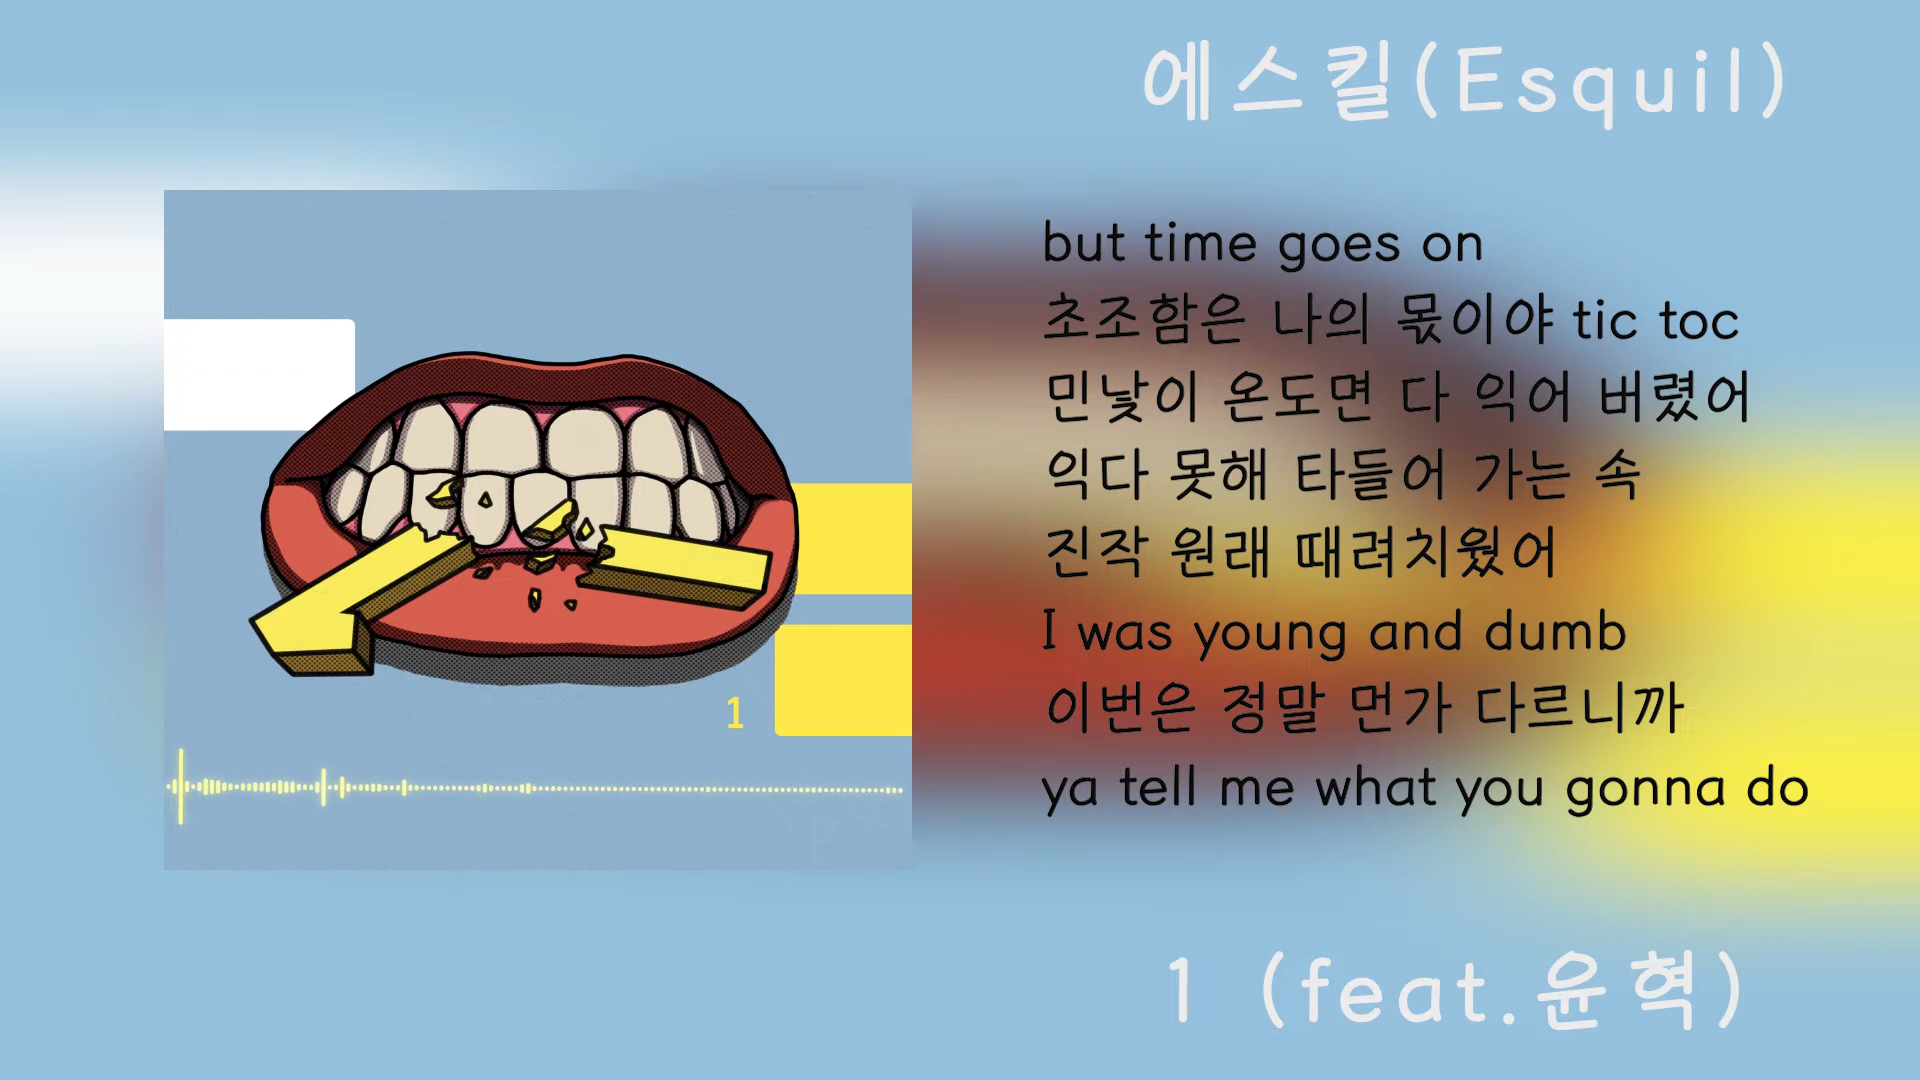 에스킬(Esquil)
but time goes on
초조함은 나의 몫이야 tic toc
민낯이 온도면 다 익어 버렸어
익다 못해 타들어 가는 속
진작 원래 때려치웠어
I was young and dumb
이번은 정말 먼가 다르니까
ya tell me what you gonna do
1
1 (feat.윤혁)